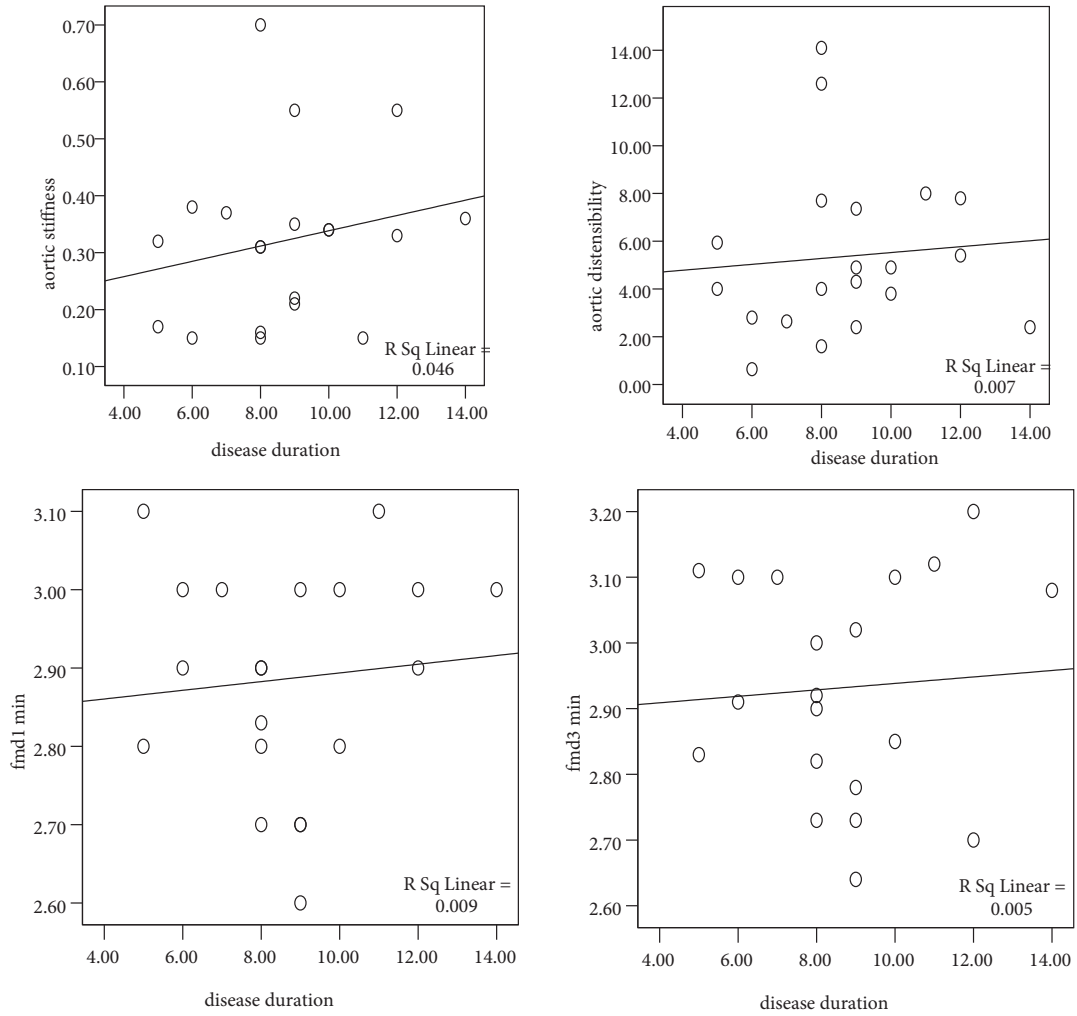 0.70
0.60
0.50
0.40
0.30
0.20
0.10
aortic stiffness
R Sq Linear =
0.046
4.00 6.00 8.00 10.00 12.00 14.00
disease duration
14.00
12.00
10.00
8.00
6.00
4.00
2.00
0.00
aortic distensibility
R Sq Linear =
0.007
4.00 6.00 8.00 10.00 12.00 14.00
disease duration
3.10
3.00
2.90
2.80
2.70
2.60
fmd1 min
R Sq Linear =
0.009
4.00 6.00 8.00 10.00 12.00 14.00
disease duration
3.20
3.10
3.00
2.90
2.80
2.70
2.60
fmd3 min
R Sq Linear =
0.005
4.00 6.00 8.00 10.00 12.00 14.00
disease duration